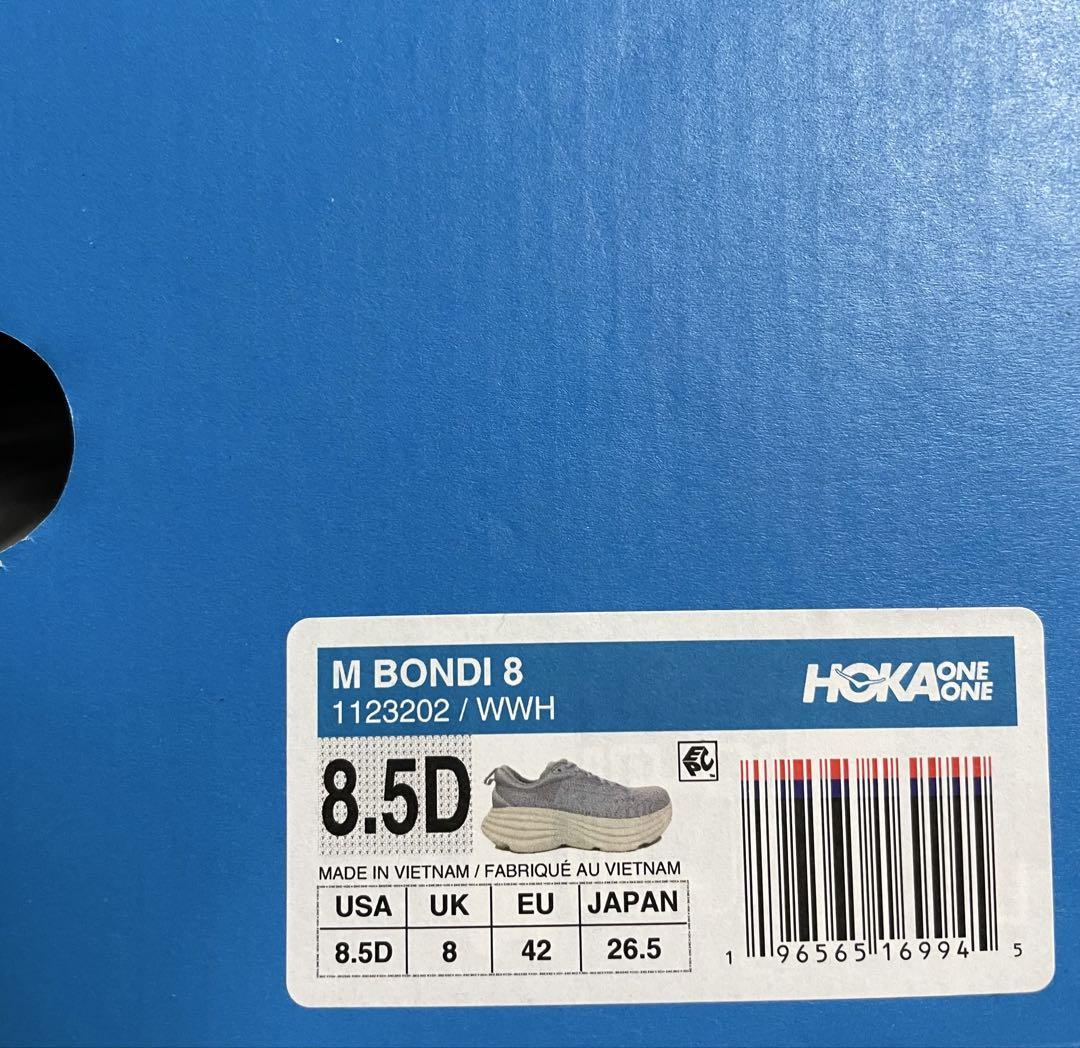 M BONDI 8
1123202 / WWH
HOKA ONE ONE
8.5D
EPC™
MADE IN VIETNAM / FABRIQUÉ AU VIETNAM
USA UK EU JAPAN
8.5D 8 42 26.5
1 96565 16994 5